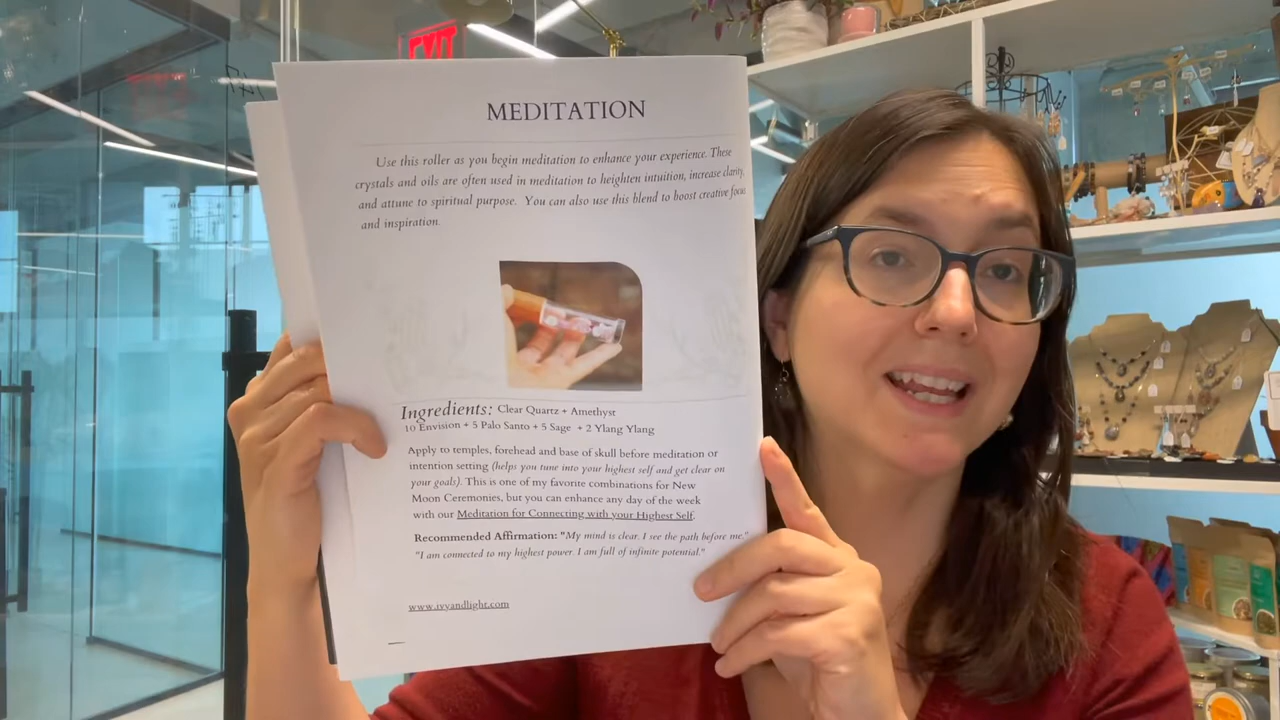 EXIT
MEDITATION
Use this roller as you begin meditation to enhance your experience. These
crystals and oils are often used in meditation to heighten intuition, increase clarity,
and attune to spiritual purpose. You can also use this blend to boost creative focus
and inspiration.
Ingredients: Clear Quartz + Amethyst
10 Envision + 5 Palo Santo + 5 Sage + 2 Ylang Ylang
Apply to temples, forehead and base of skull before meditation or
intention setting (helps you tune into your highest self and get clear on
your goals). This is one of my favorite combinations for New
Moon Ceremonies, but you can enhance any day of the week
with our Meditation for Connecting with your Highest Self.
Recommended Affirmation: "My mind is clear. I see the path before me."
"I am connected to my highest power. I am full of infinite potential."
www.ivyandlight.com